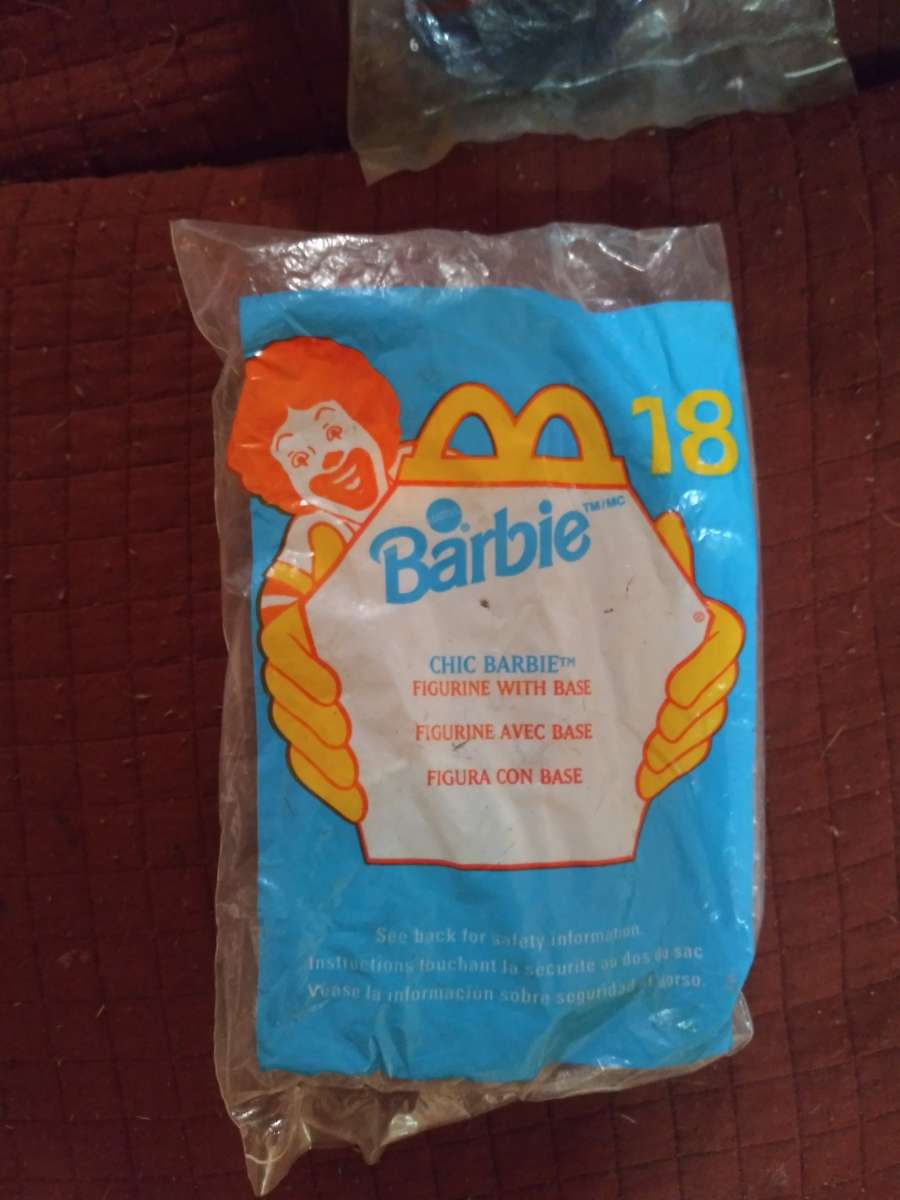 18
Barbie TM/MC
®
CHIC BARBIE™
FIGURINE WITH BASE
FIGURINE AVEC BASE
FIGURA CON BASE
See back for safety information.
Instructions touchant la securite au dos du sac
Vease la informacion sobre seguridad al dorso.